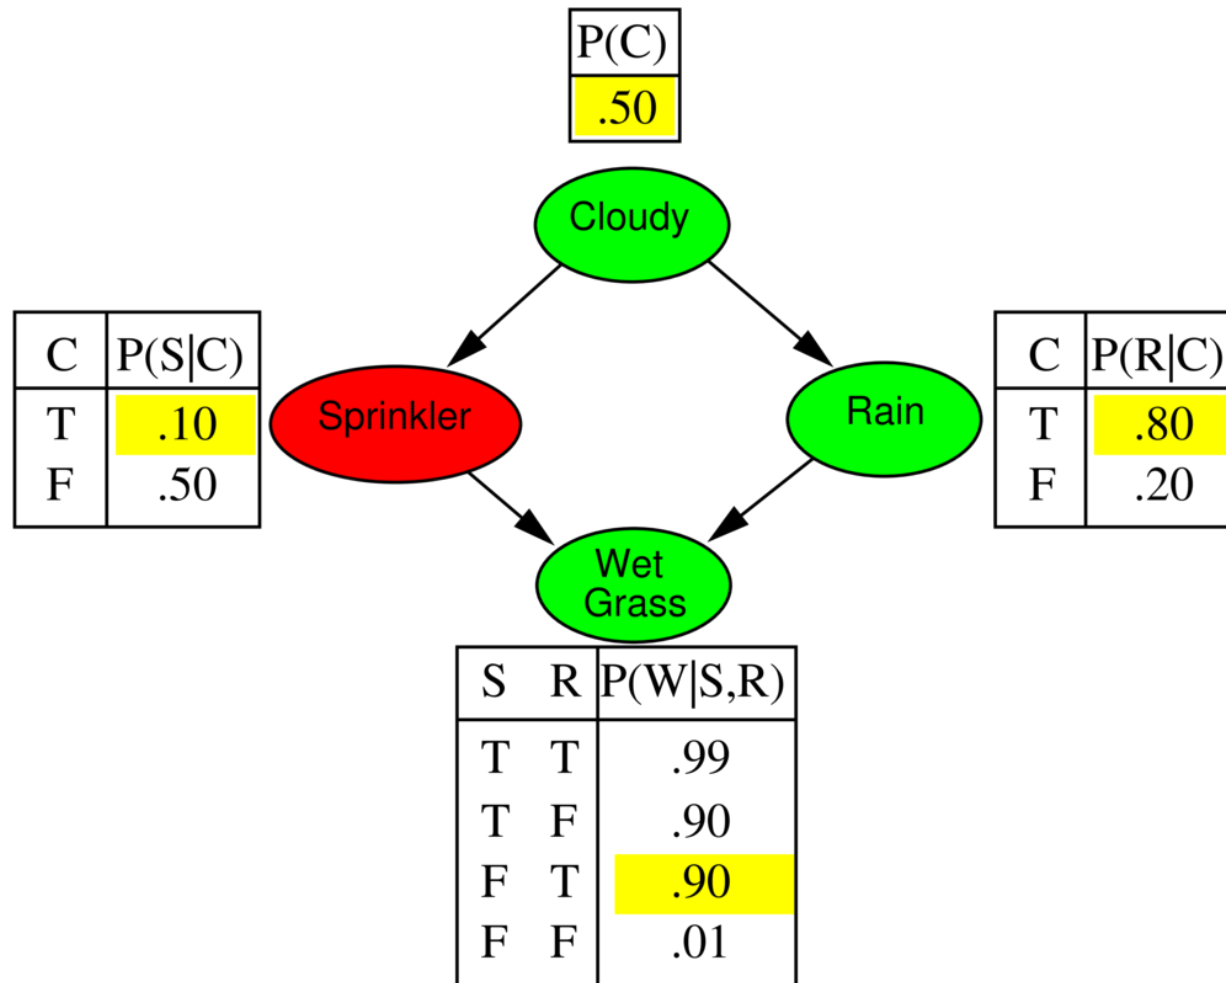 P(C)
.50
Cloudy
C P(S|C)
T .10
F .50
Sprinkler
Rain
C P(R|C)
T .80
F .20
Wet
Grass
S R P(W|S,R)
T T .99
T F .90
F T .90
F F .01